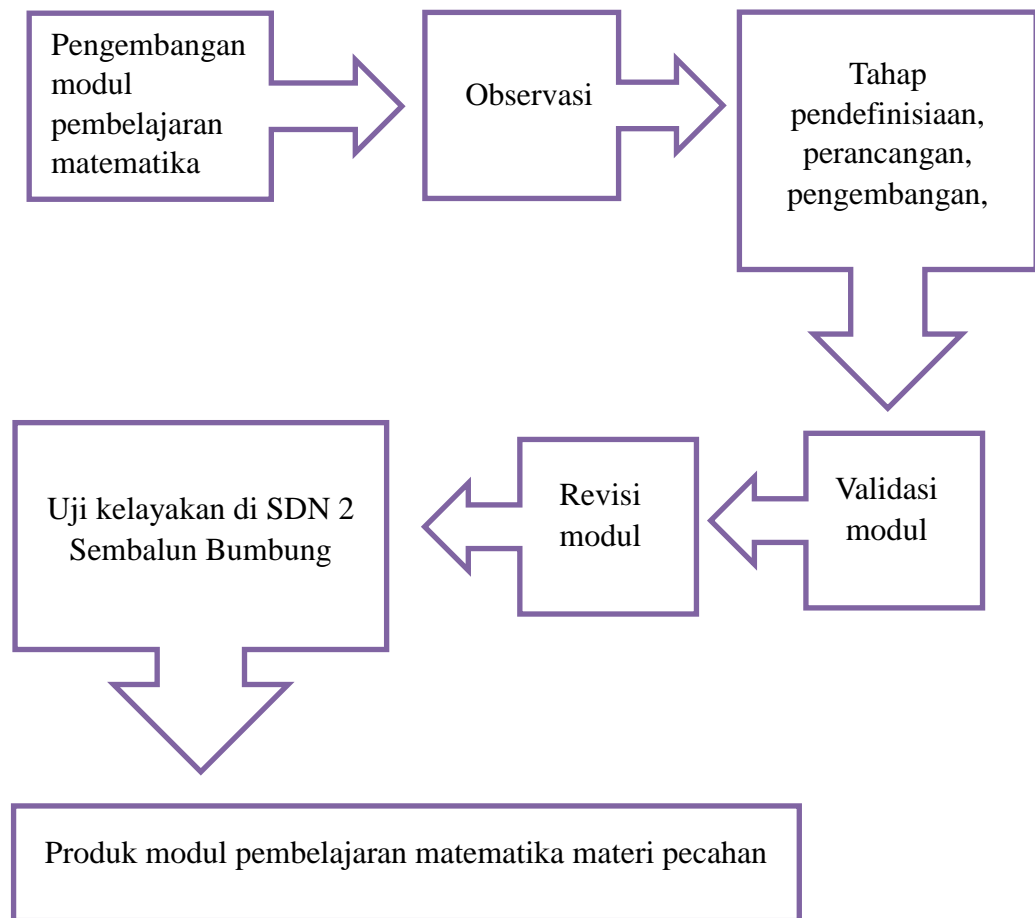 Pengembangan
modul
pembelajaran
matematika
Observasi
Tahap
pendefinisiaan,
perancangan,
pengembangan,
Validasi
modul
Revisi
modul
Uji kelayakan di SDN 2
Sembalun Bumbung
Produk modul pembelajaran matematika materi pecahan